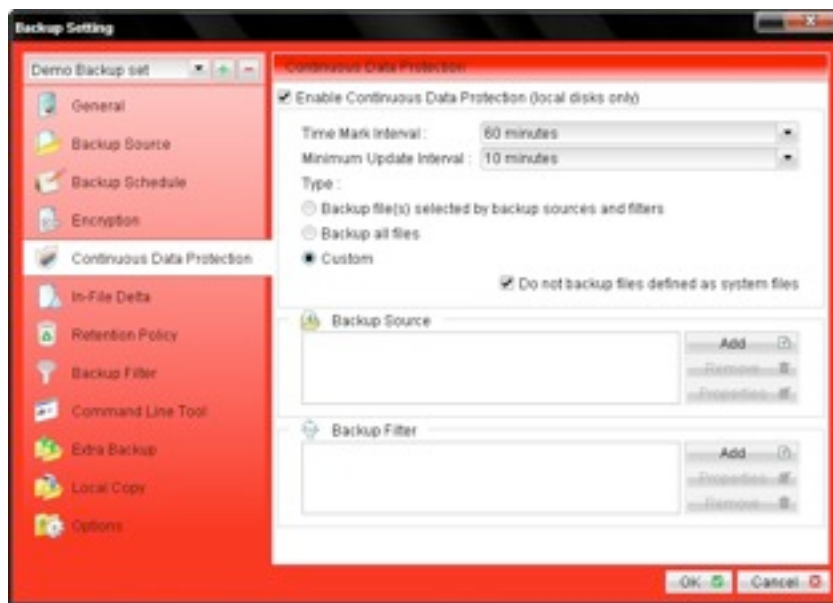 Backup Setting
Demo Backup set
General
Backup Source
Backup Schedule
Encryption
Continuous Data Protection
In-File Delta
Retention Policy
Backup Filter
Command Line Tool
Extra Backup
Local Copy
Options
Continuous Data Protection
Enable Continuous Data Protection (local disks only)
Time Mark Interval : 60 minutes
Minimum Update Interval : 10 minutes
Type :
Backup file(s) selected by backup sources and filters
Backup all files
Custom
Do not backup files defined as system files
Backup Source
Add
Remove
Properties
Backup Filter
Add
Properties
Remove
OK
Cancel